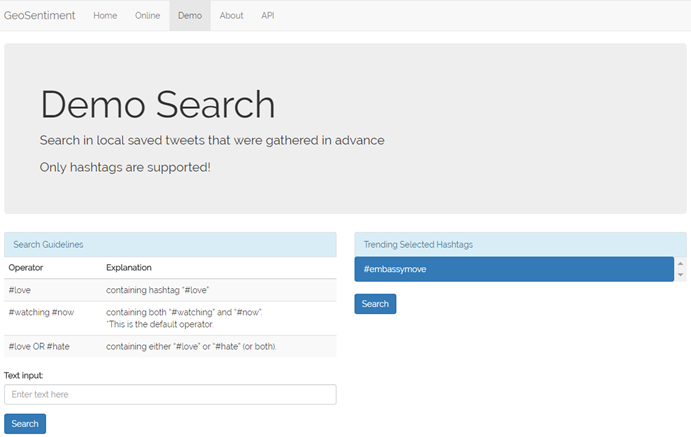 GeoSentiment Home Online Demo About API
Demo Search
Search in local saved tweets that were gathered in advance
Only hashtags are supported!
Search Guidelines
Operator Explanation
#love containing hashtag "#love"
#watching #now containing both "#watching" and "#now".
*This is the default operator.
#love OR #hate containing either "#love" or "#hate" (or both).
Text input:
Enter text here
Search
Trending Selected Hashtags
#embassymove
Search